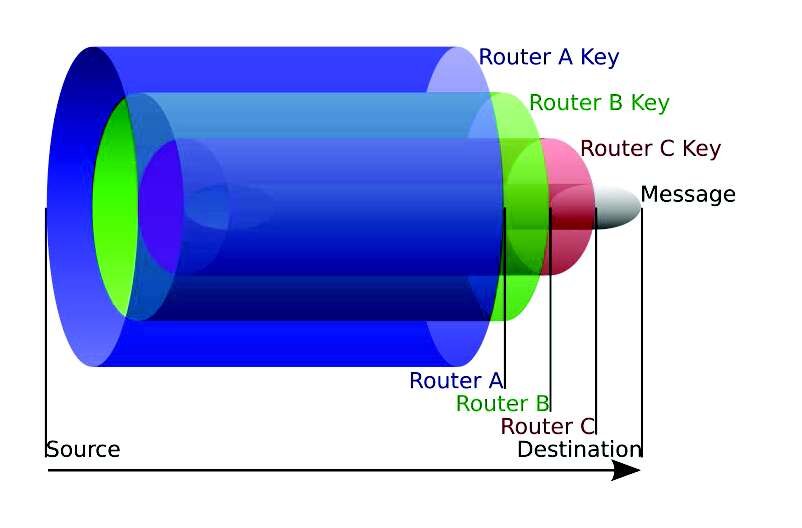 Router A Key
Router B Key
Router C Key
Message
Router A
Router B
Router C
Source
Destination